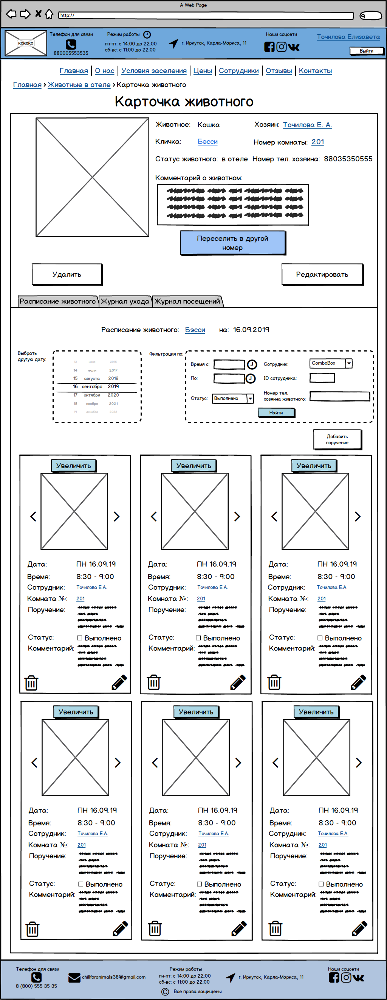 A Web Page
http://
кококо
Телефон для связи
880005553535
Режим работы
пн-пт: с 14:00 до 22:00
сб-вс: с 11:00 до 22:00
г. Иркутск, Карла-Маркса, 11
Наши соцсети
Точилова Елизавета
Выйти
Главная | О нас | Условия заселения | Цены | Сотрудники | Отзывы | Контакты
Главная > Животные в отеле > Карточка животного
Карточка животного
Животное: Кошка Хозяин: Точилова Е. А.
Кличка: Бэсси Номер комнаты: 201
Статус животного: в отеле Номер тел. хозяина: 88035350555
Комментарий о животном:
Переселить в другой
номер
Удалить Редактировать
Расписание животного Журнал ухода Журнал посещений
Расписание животного: Бэсси на: 16.09.2019
Выбрать
другую дату:
13 июня 2016
14 июля 2017
15 августа 2018
16 сентября 2019
17 октября 2020
18 ноября 2021
19 декабря 2022
Фильтрация по:
Время с: Сотрудник: ComboBox
По: ID сотрудника:
Статус: Выполнено Номер тел.
хозяина животного:
Найти
Добавить
поручение
Увеличить Увеличить Увеличить
Дата: ПН 16.09.19 Дата: ПН 16.09.19 Дата: ПН 16.09.19
Время: 8:30 - 9:00 Время: 8:30 - 9:00 Время: 8:30 - 9:00
Сотрудник: Точилова Е.А. Сотрудник: Точилова Е.А. Сотрудник: Точилова Е.А.
Комната №: 201 Комната №: 201 Комната №: 201
Поручение: Поручение: Поручение:
Статус: Выполнено Статус: Выполнено Статус: Выполнено
Комментарий: Комментарий: Комментарий:
Увеличить Увеличить Увеличить
Дата: ПН 16.09.19 Дата: ПН 16.09.19 Дата: ПН 16.09.19
Время: 8:30 - 9:00 Время: 8:30 - 9:00 Время: 8:30 - 9:00
Сотрудник: Точилова Е.А. Сотрудник: Точилова Е.А. Сотрудник: Точилова Е.А.
Комната №: 201 Комната №: 201 Комната №: 201
Поручение: Поручение: Поручение:
Статус: Выполнено Статус: Выполнено Статус: Выполнено
Комментарий: Комментарий: Комментарий:
Телефон для связи
8 (800) 555 35 35
chillforanimals38@gmail.com
Режим работы
пн-пт: с 14:00 до 22:00
сб-вс: с 11:00 до 22:00
г. Иркутск, Карла-Маркса, 11
Наши соцсети
© Все права защищены